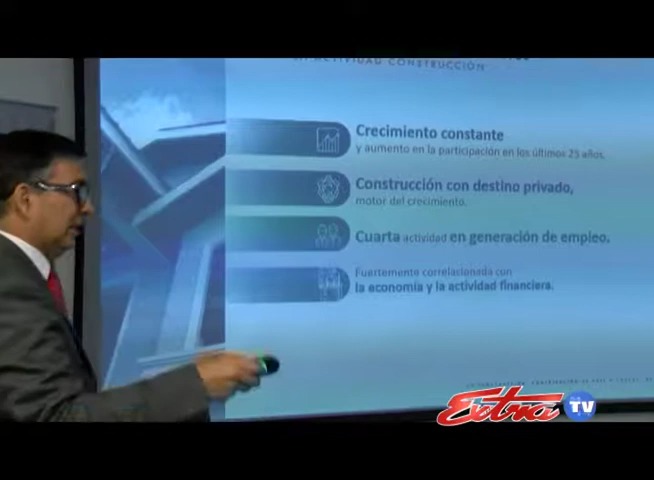 ACTIVIDAD CONSTRUCCIÓN
Crecimiento constante
y aumento en la participación en los últimos 25 años.
Construcción con destino privado,
motor del crecimiento.
Cuarta actividad en generación de empleo.
Fuertemente correlacionada con
la economía y la actividad financiera.
Extra TV